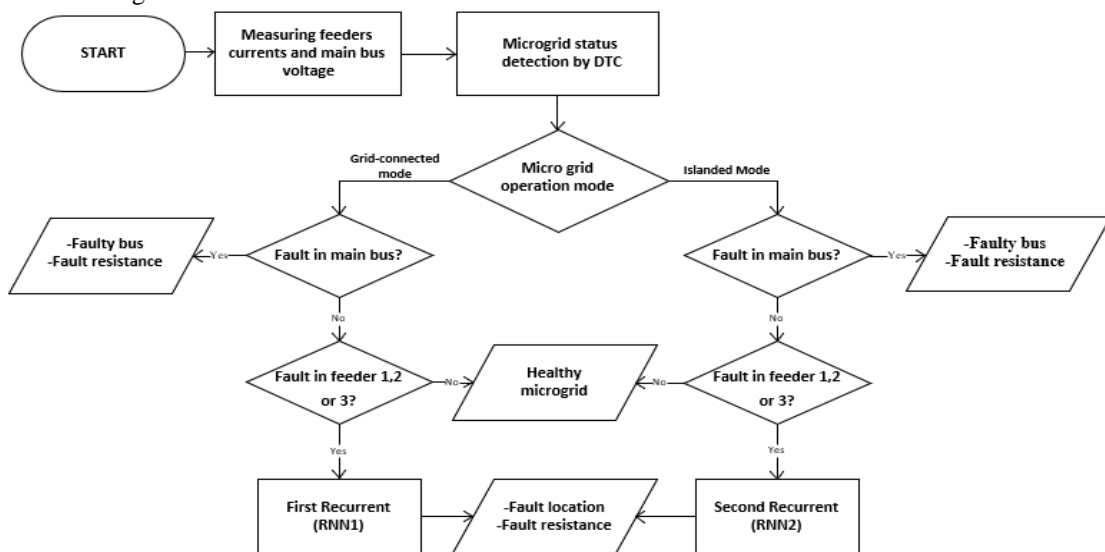 START
Measuring feeders
currents and main bus
voltage
Microgrid status
detection by DTC
Grid-connected
mode
Micro grid
operation mode
Islanded Mode
-Faulty bus
-Fault resistance
Yes
Fault in main bus?
Fault in main bus?
Yes
-Faulty bus
-Fault resistance
No
No
Fault in feeder 1,2
or 3?
No
Healthy
microgrid
No
Fault in feeder 1,2
or 3?
Yes
Yes
First Recurrent
(RNN1)
-Fault location
-Fault resistance
Second Recurrent
(RNN2)